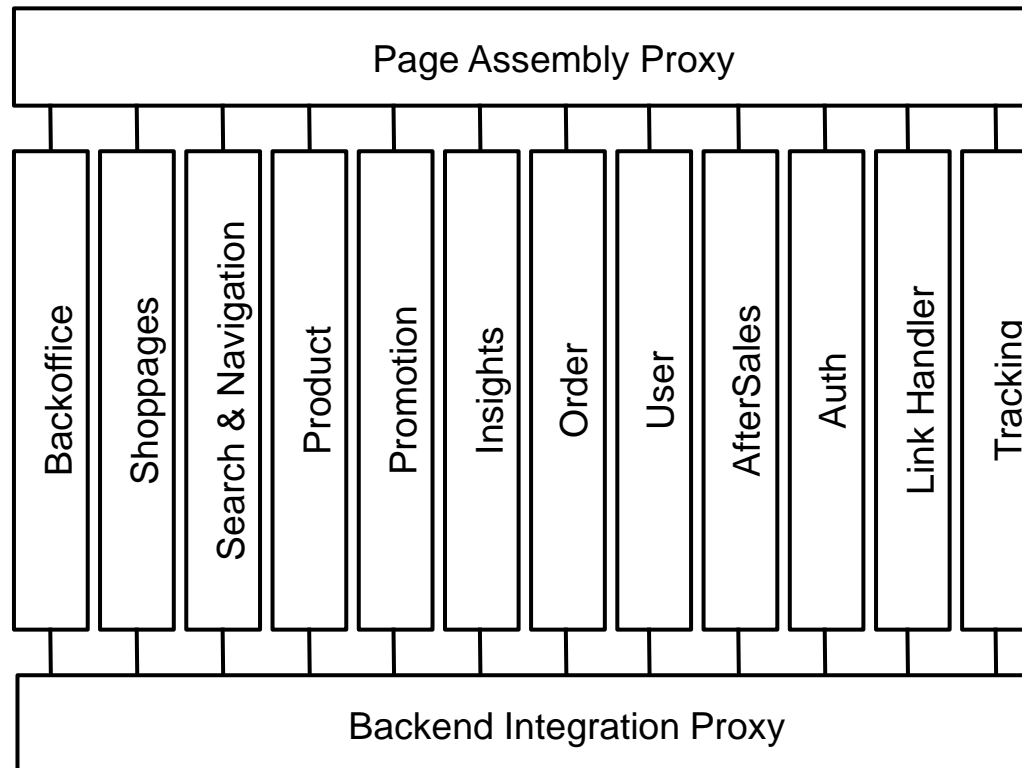 Page Assembly Proxy
Backoffice
Shoppages
Search & Navigation
Product
Promotion
Insights
Order
User
AfterSales
Auth
Link Handler
Tracking
Backend Integration Proxy